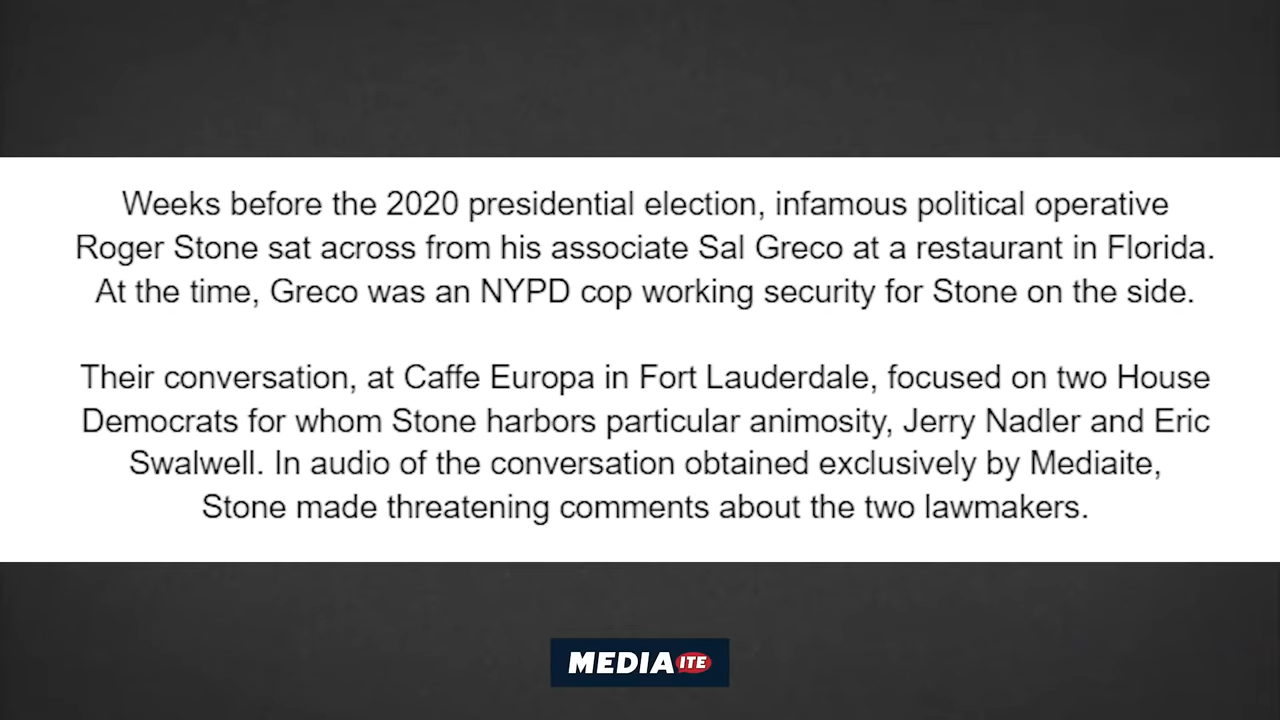 Weeks before the 2020 presidential election, infamous political operative
Roger Stone sat across from his associate Sal Greco at a restaurant in Florida.
At the time, Greco was an NYPD cop working security for Stone on the side.
Their conversation, at Caffe Europa in Fort Lauderdale, focused on two House
Democrats for whom Stone harbors particular animosity, Jerry Nadler and Eric
Swalwell. In audio of the conversation obtained exclusively by Mediaite,
Stone made threatening comments about the two lawmakers.
MEDIAITE